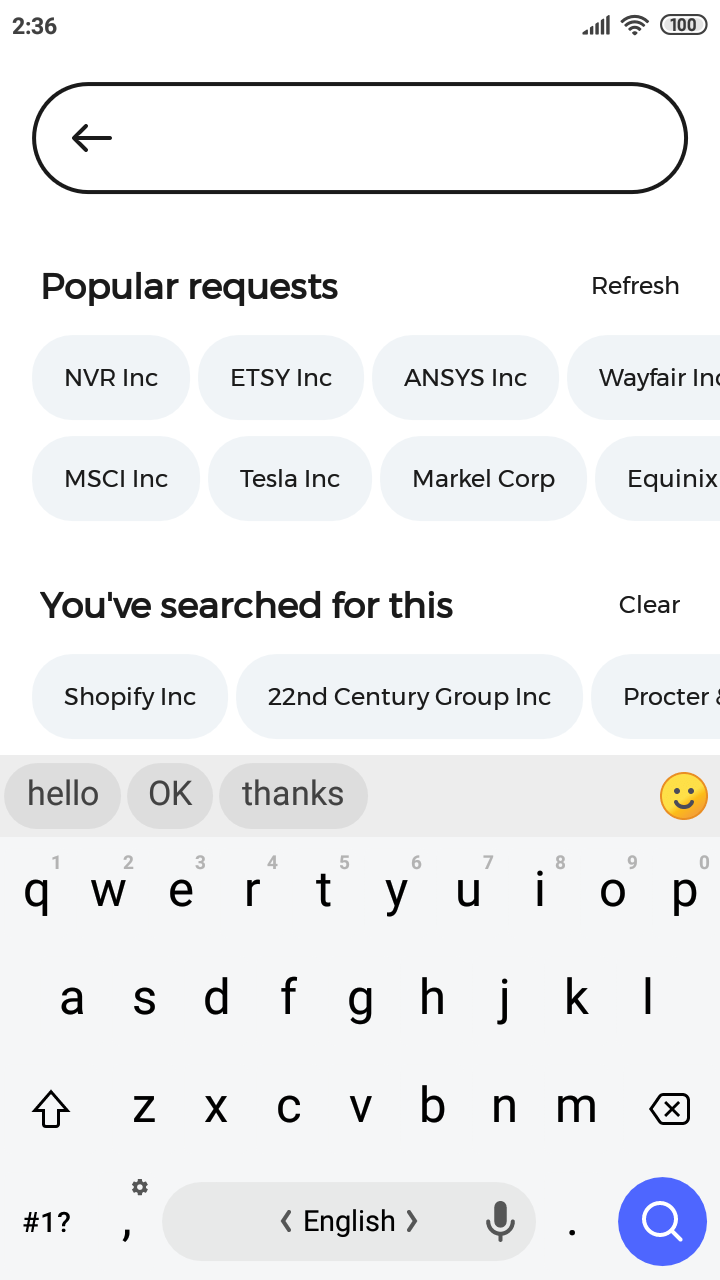 2:36 100
Popular requests Refresh
NVR Inc ETSY Inc ANSYS Inc Wayfair Inc
MSCI Inc Tesla Inc Markel Corp Equinix
You've searched for this Clear
Shopify Inc 22nd Century Group Inc Procter &
hello OK thanks
1 2 3 4 5 6 7 8 9 0
q w e r t y u i o p
a s d f g h j k l
z x c v b n m
#1? , English .